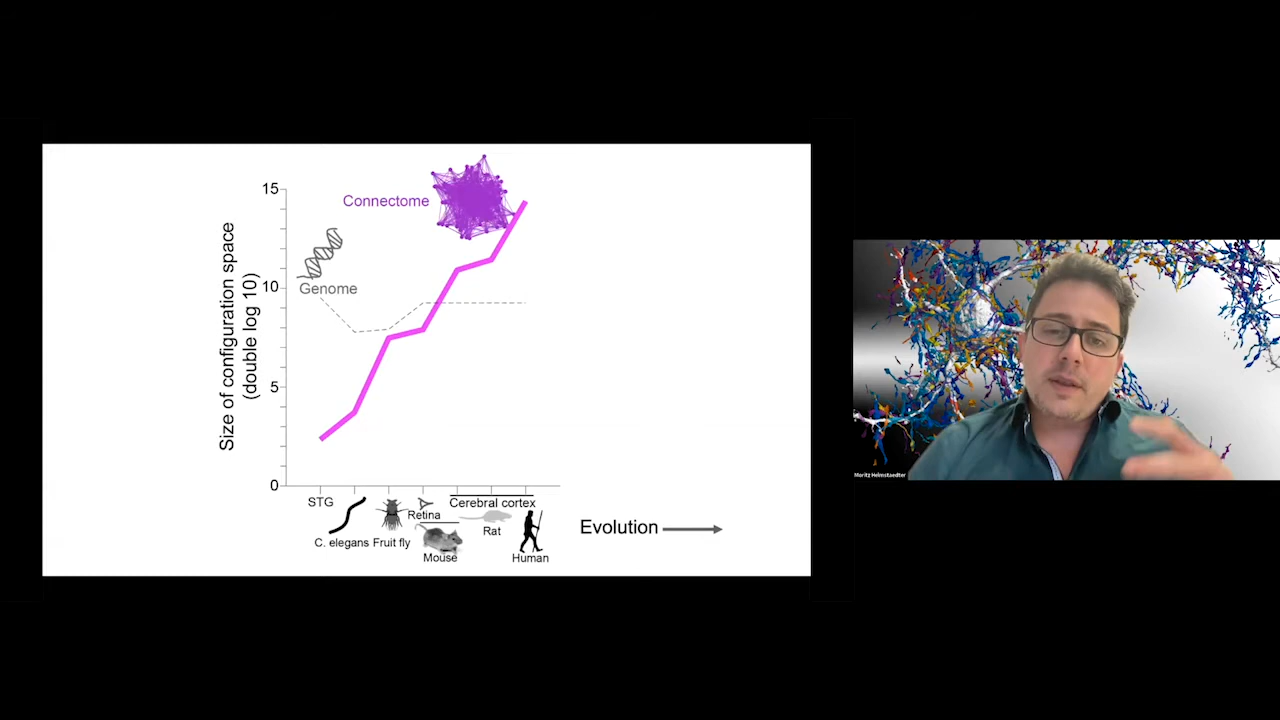 15
Connectome
Size of configuration space
(double log 10)
Genome
10
5
0
STG
Cerebral cortex
Retina
Rat
C. elegans
Fruit fly
Mouse
Human
Evolution
Moritz Helmstaedter